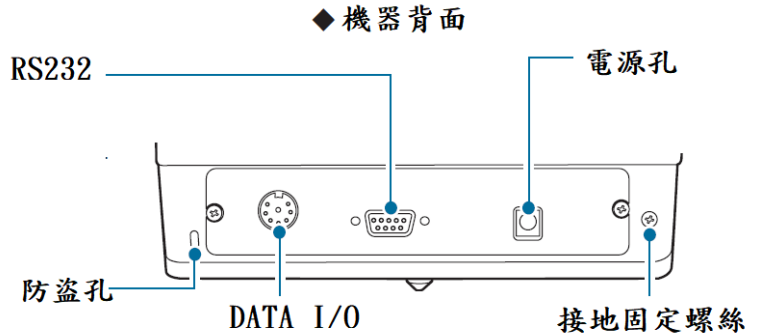 ◆機器背面
RS232
電源孔
防盜孔
DATA I/O
接地固定螺絲